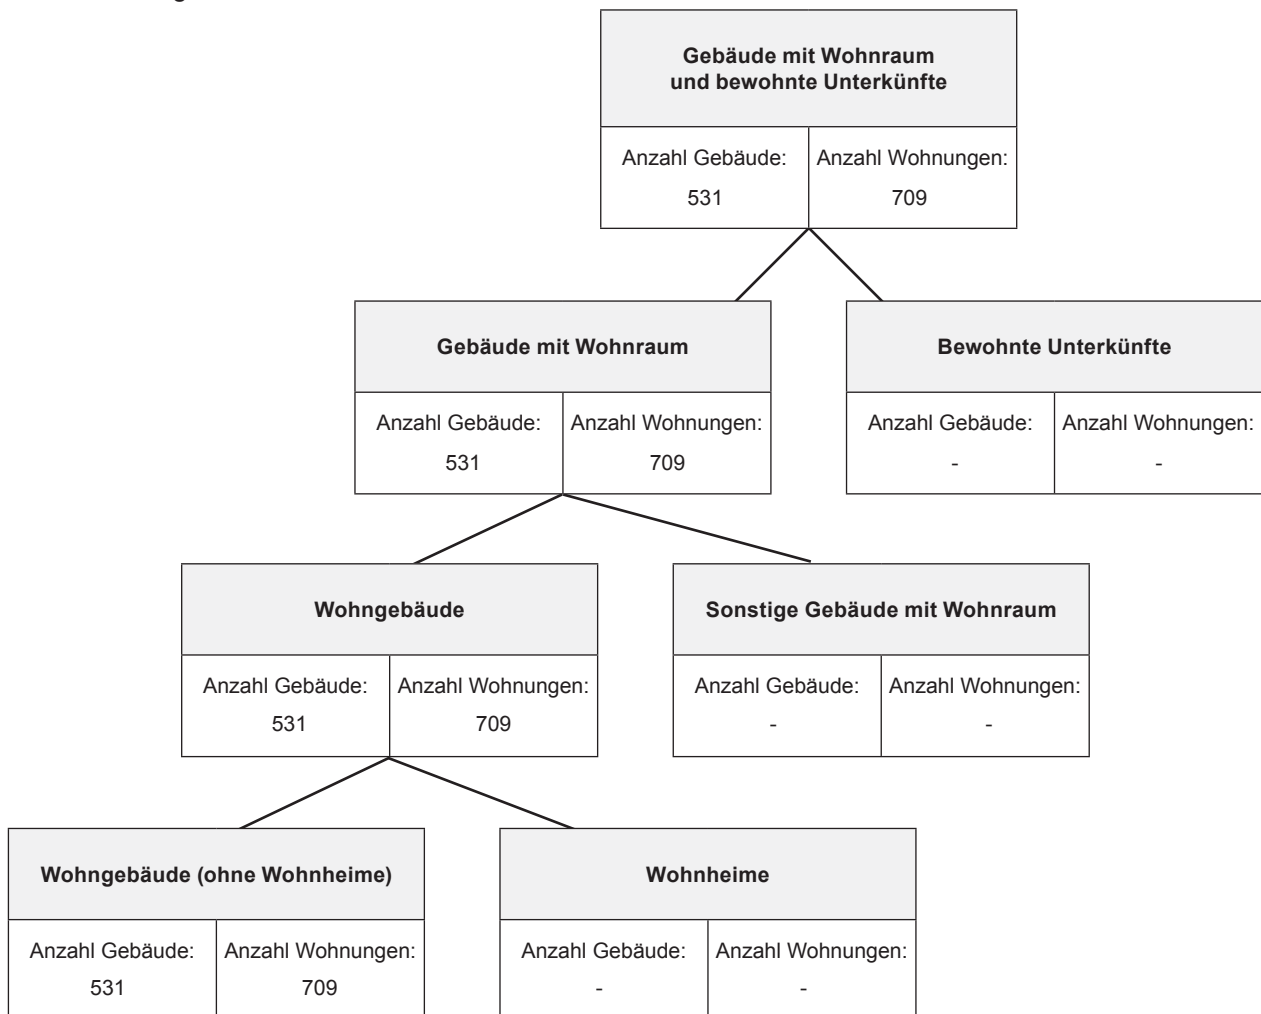 Gebäude mit Wohnraum
und bewohnte Unterkünfte
Anzahl Gebäude: Anzahl Wohnungen:
531 709
Gebäude mit Wohnraum Bewohnte Unterkünfte
Anzahl Gebäude: Anzahl Wohnungen: Anzahl Gebäude: Anzahl Wohnungen:
531 709 - -
Wohngebäude Sonstige Gebäude mit Wohnraum
Anzahl Gebäude: Anzahl Wohnungen: Anzahl Gebäude: Anzahl Wohnungen:
531 709 - -
Wohngebäude (ohne Wohnheime) Wohnheime
Anzahl Gebäude: Anzahl Wohnungen: Anzahl Gebäude: Anzahl Wohnungen:
531 709 - -